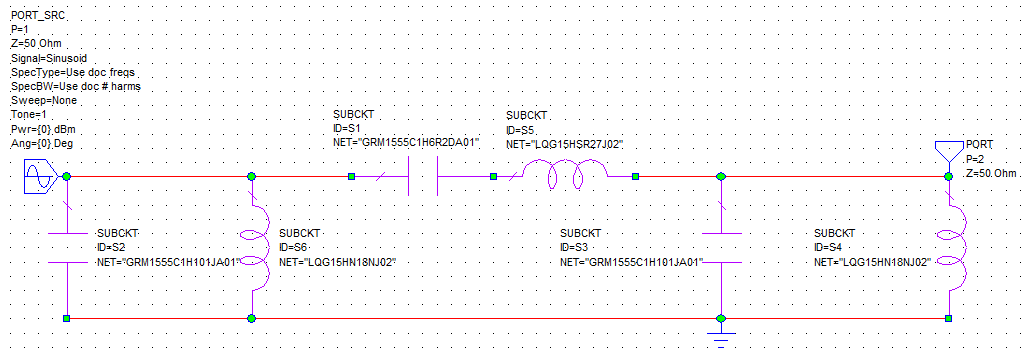 PORT_SRC
P=1
Z=50 Ohm
Signal=Sinusoid
SpecType=Use doc freqs
SpecBW=Use doc # harms
Sweep=None
Tone=1
Pwr={0} dBm
Ang={0} Deg
SUBCKT
ID=S1
NET="GRM1555C1H6R2DA01"
SUBCKT
ID=S5
NET="LQG15HSR27J02"
PORT
P=2
Z=50 Ohm
SUBCKT
ID=S2
NET="GRM1555C1H101JA01"
SUBCKT
ID=S6
NET="LQG15HN18NJ02"
SUBCKT
ID=S3
NET="GRM1555C1H101JA01"
SUBCKT
ID=S4
NET="LQG15HN18NJ02"